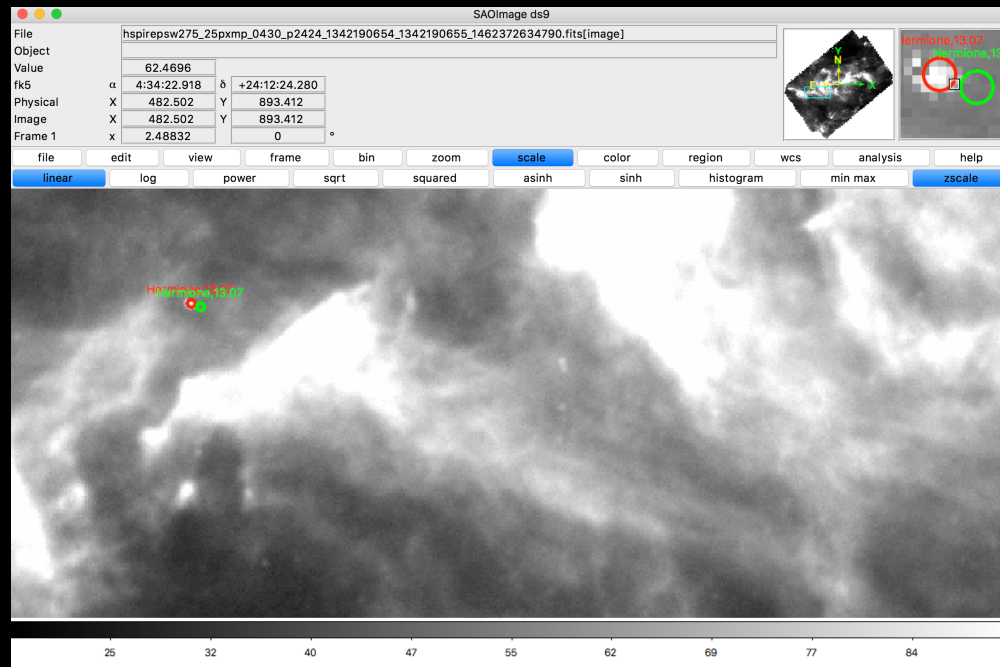 SAOImage ds9
File hspirepsw275_25pxmp_0430_p2424_1342190654_1342190655_1462372634790.fits[image]
Object
Value 62.4696
fk5 α 4:34:22.918 δ +24:12:24.280
Physical X 482.502 Y 893.412
Image X 482.502 Y 893.412
Frame 1 x 2.48832 0 °
Y
N
E X
Hermione,13.07
Hermione,13
file edit view frame bin zoom scale color region wcs analysis help
linear log power sqrt squared asinh sinh histogram min max zscale
Hermione,13.07
25 32 40 47 55 62 69 77 84